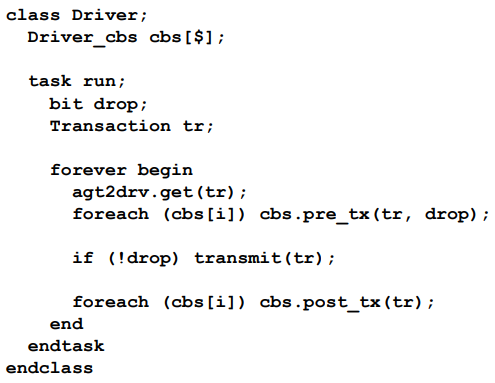 class Driver;
Driver_cbs cbs[$];
task run;
bit drop;
Transaction tr;
forever begin
agt2drv.get(tr);
foreach (cbs[i]) cbs.pre_tx(tr, drop);
if (!drop) transmit(tr);
foreach (cbs[i]) cbs.post_tx(tr);
end
endtask
endclass